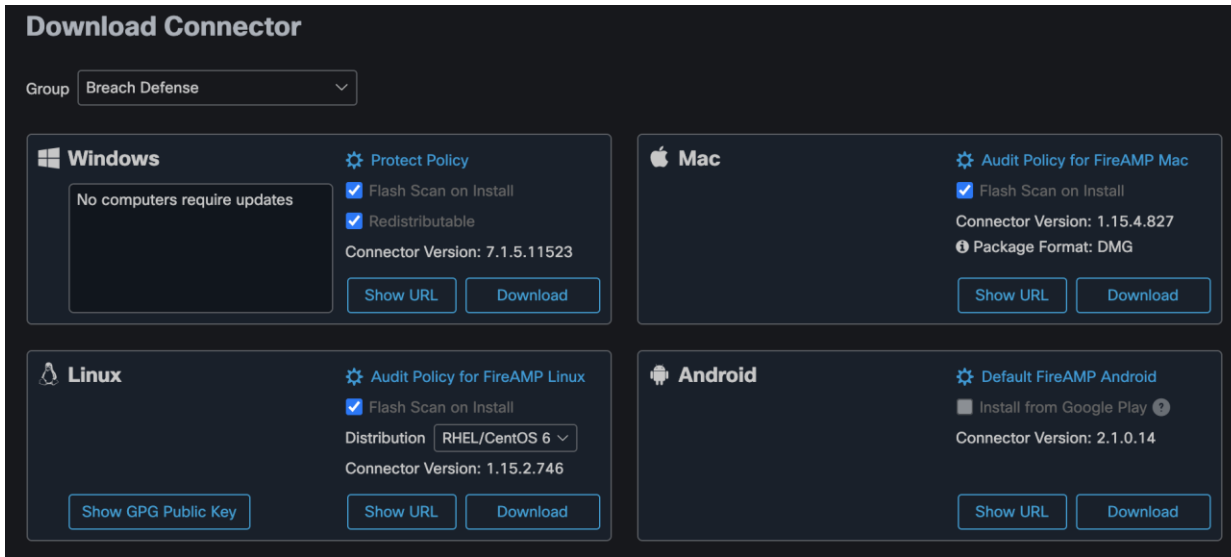 Download Connector
Group Breach Defense
Windows
No computers require updates
Protect Policy
Flash Scan on Install
Redistributable
Connector Version: 7.1.5.11523
Show URL Download
Mac
Audit Policy for FireAMP Mac
Flash Scan on Install
Connector Version: 1.15.4.827
Package Format: DMG
Show URL Download
Linux
Audit Policy for FireAMP Linux
Flash Scan on Install
Distribution RHEL/CentOS 6
Connector Version: 1.15.2.746
Show GPG Public Key Show URL Download
Android
Default FireAMP Android
Install from Google Play
Connector Version: 2.1.0.14
Show URL Download